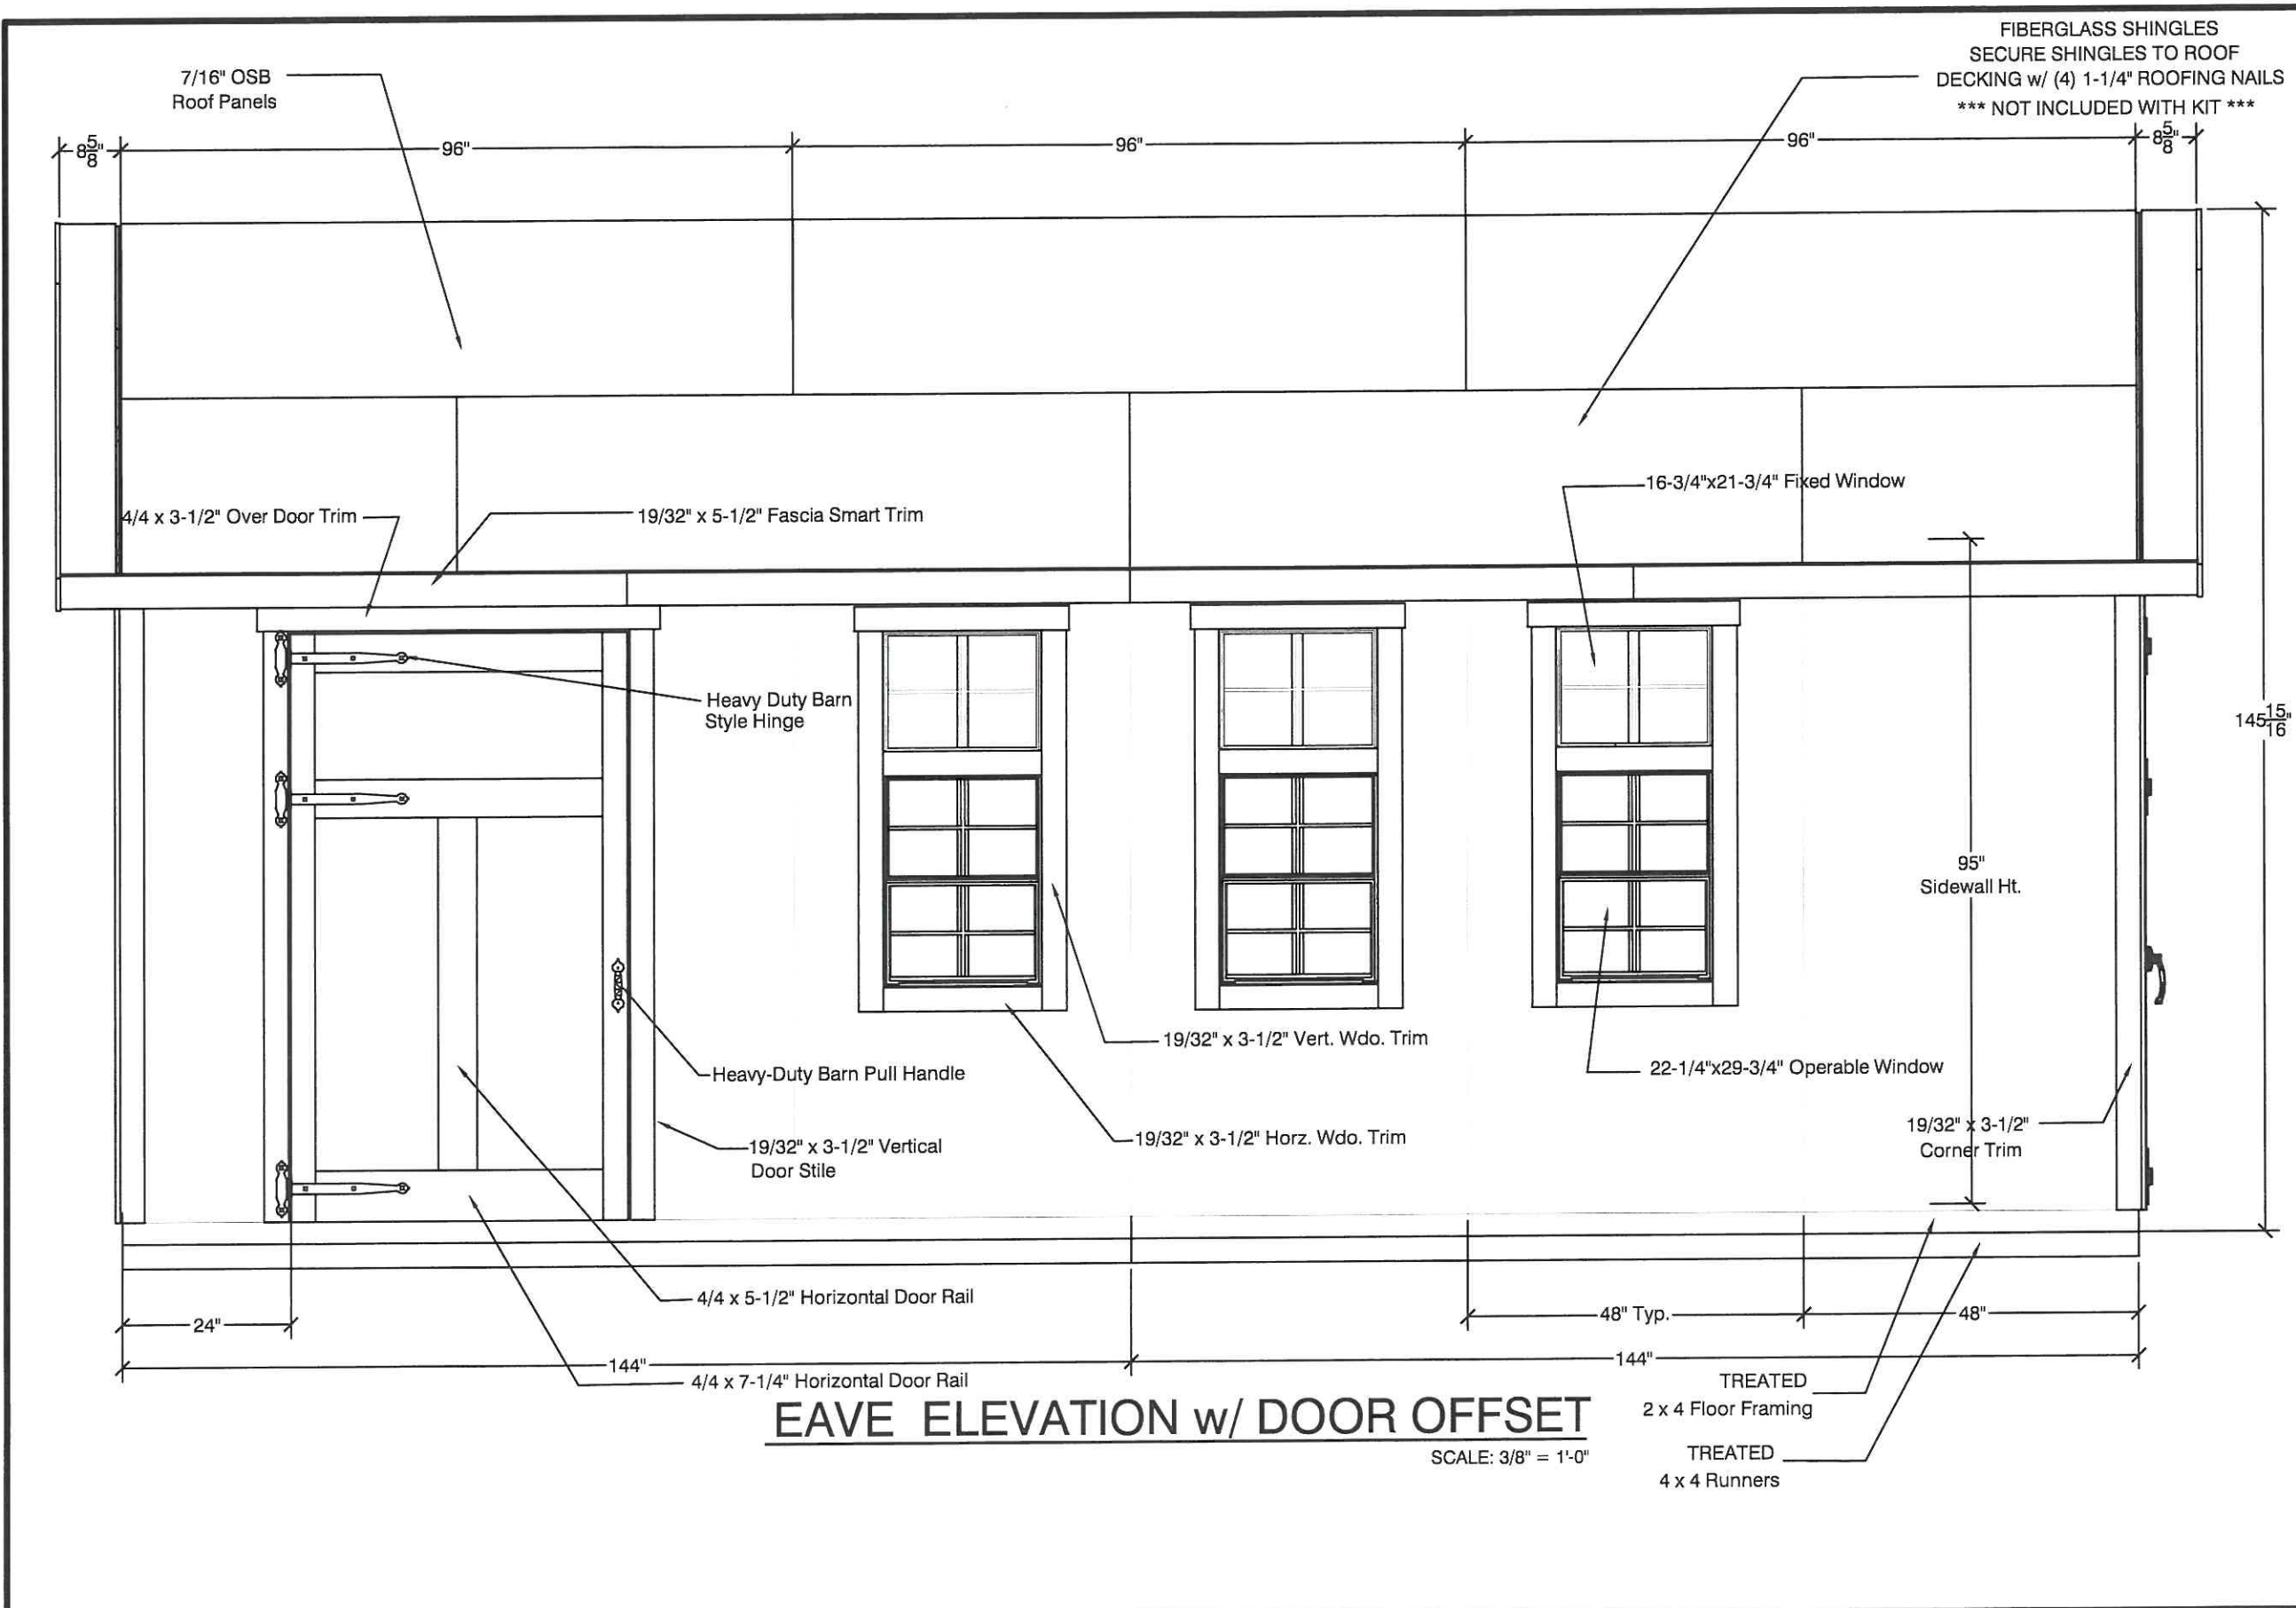 FIBERGLASS SHINGLES
SECURE SHINGLES TO ROOF
DECKING w/ (4) 1-1/4" ROOFING NAILS
*** NOT INCLUDED WITH KIT ***
7/16" OSB
Roof Panels
8 5/8"
96"
96"
96"
8 5/8"
16-3/4"x21-3/4" Fixed Window
4/4 x 3-1/2" Over Door Trim
19/32" x 5-1/2" Fascia Smart Trim
Heavy Duty Barn
Style Hinge
145 15/16"
95"
Sidewall Ht.
19/32" x 3-1/2" Vert. Wdo. Trim
Heavy-Duty Barn Pull Handle
22-1/4"x29-3/4" Operable Window
19/32" x 3-1/2" Horz. Wdo. Trim
19/32" x 3-1/2"
Corner Trim
19/32" x 3-1/2" Vertical
Door Stile
4/4 x 5-1/2" Horizontal Door Rail
24"
48" Typ.
48"
144"
144"
4/4 x 7-1/4" Horizontal Door Rail
TREATED
2 x 4 Floor Framing
EAVE ELEVATION w/ DOOR OFFSET
SCALE: 3/8" = 1'-0"
TREATED
4 x 4 Runners